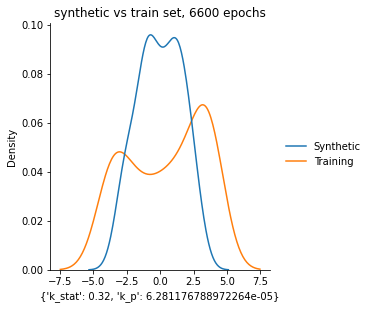 synthetic vs train set, 6600 epochs
0.10
0.08
0.06
0.04
0.02
0.00
Density
−7.5 −5.0 −2.5 0.0 2.5 5.0 7.5
{'k_stat': 0.32, 'k_p': 6.281176788972264e-05}
Synthetic
Training